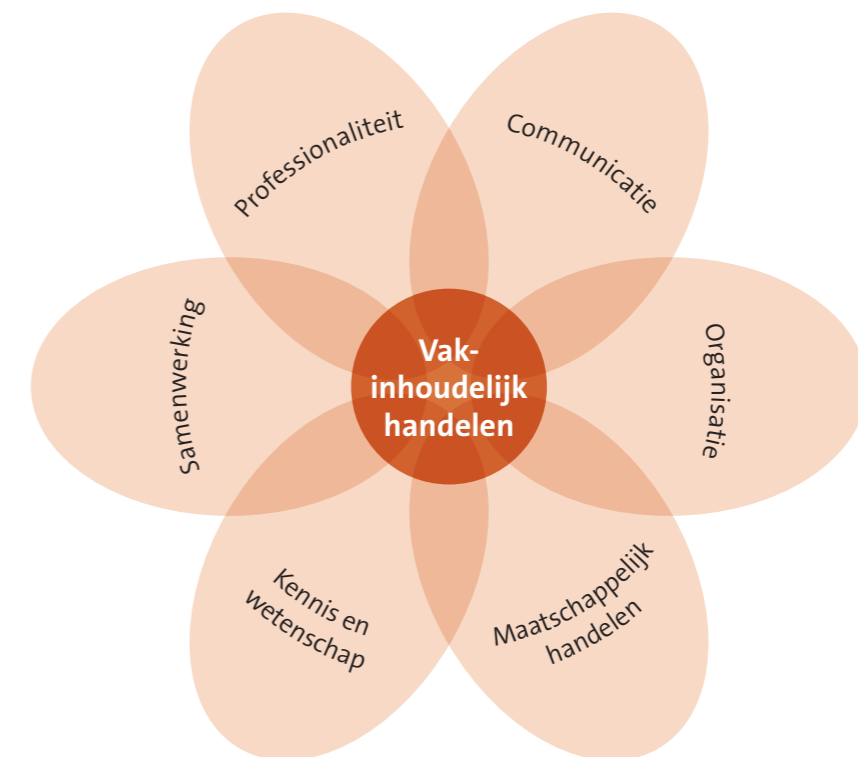 Professionaliteit
Communicatie
Samenwerking
Vak-
inhoudelijk
handelen
Organisatie
Kennis en
wetenschap
Maatschappelijk
handelen